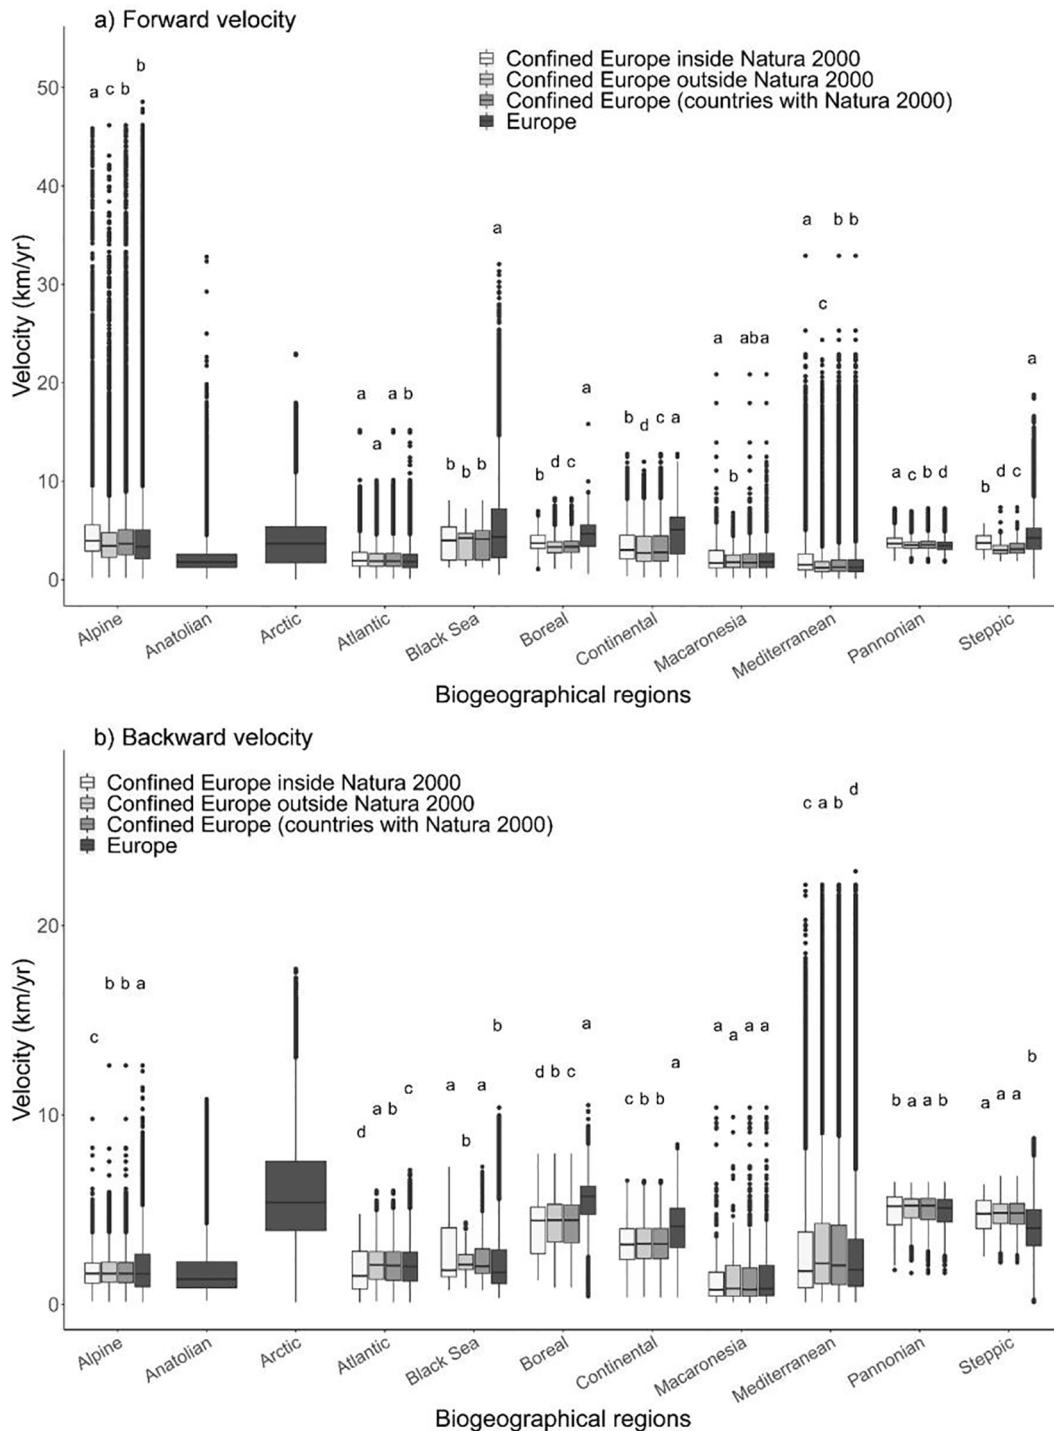 a) Forward velocity
Confined Europe inside Natura 2000
Confined Europe outside Natura 2000
Confined Europe (countries with Natura 2000)
Europe
Velocity (km/yr)
50
40
30
20
10
0
a c b b
a a a b
b b b a
b d c a
b d c a
a b ab a
a c b b
a c b d
b d c a
Alpine
Anatolian
Arctic
Atlantic
Black Sea
Boreal
Continental
Macaronesia
Mediterranean
Pannonian
Steppic
Biogeographical regions
b) Backward velocity
Confined Europe inside Natura 2000
Confined Europe outside Natura 2000
Confined Europe (countries with Natura 2000)
Europe
Velocity (km/yr)
20
10
0
c b b a
d a b c
a b a b
d b c a
c b b a
a a a a
c a b d
b a a b
a a a b
Alpine
Anatolian
Arctic
Atlantic
Black Sea
Boreal
Continental
Macaronesia
Mediterranean
Pannonian
Steppic
Biogeographical regions